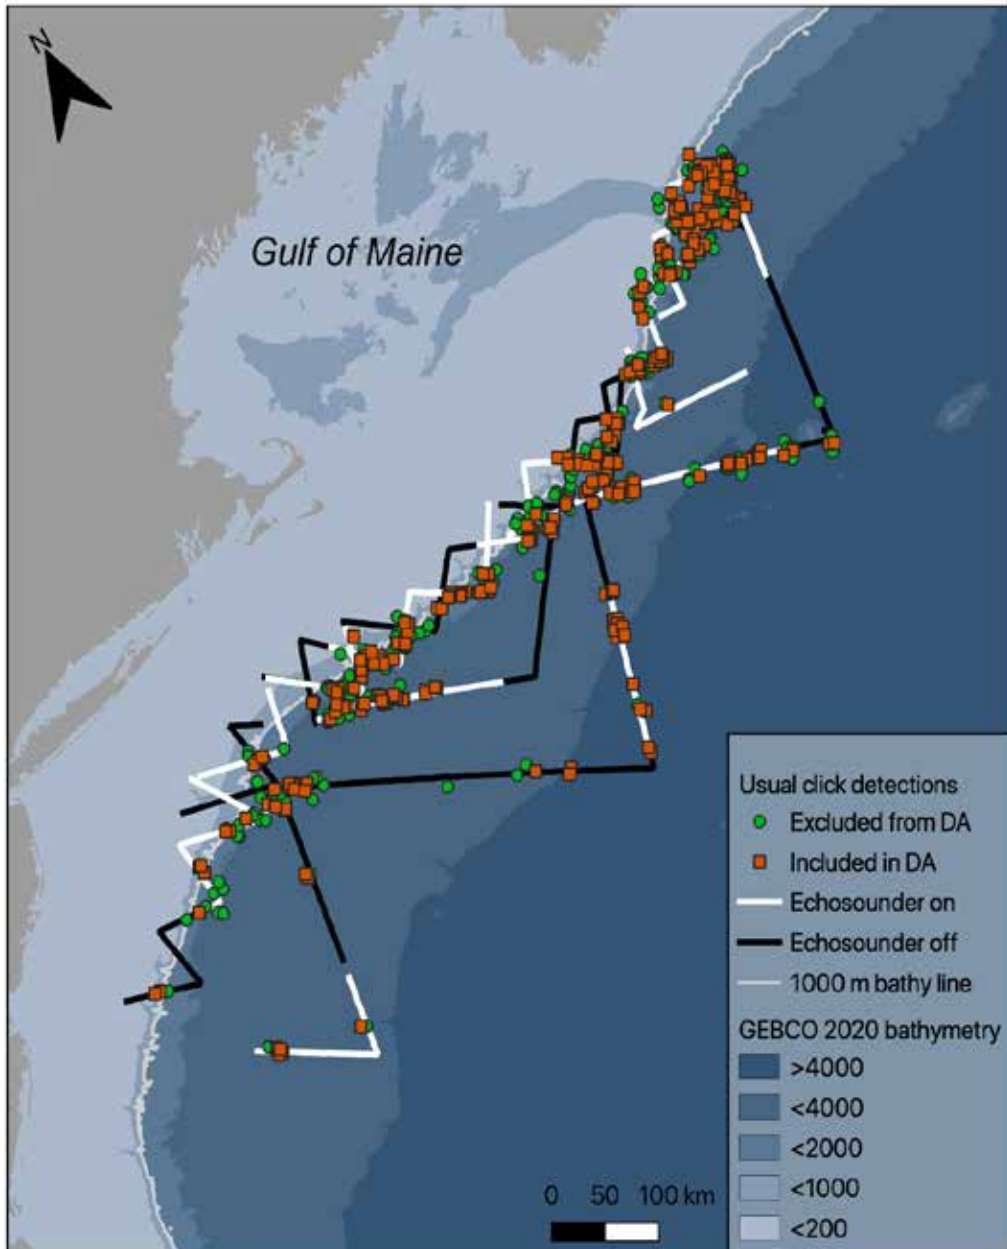 N
Gulf of Maine
Usual click detections
Excluded from DA
Included in DA
Echosounder on
Echosounder off
1000 m bathy line
GEBCO 2020 bathymetry
>4000
<4000
<2000
<1000
<200
0 50 100 km